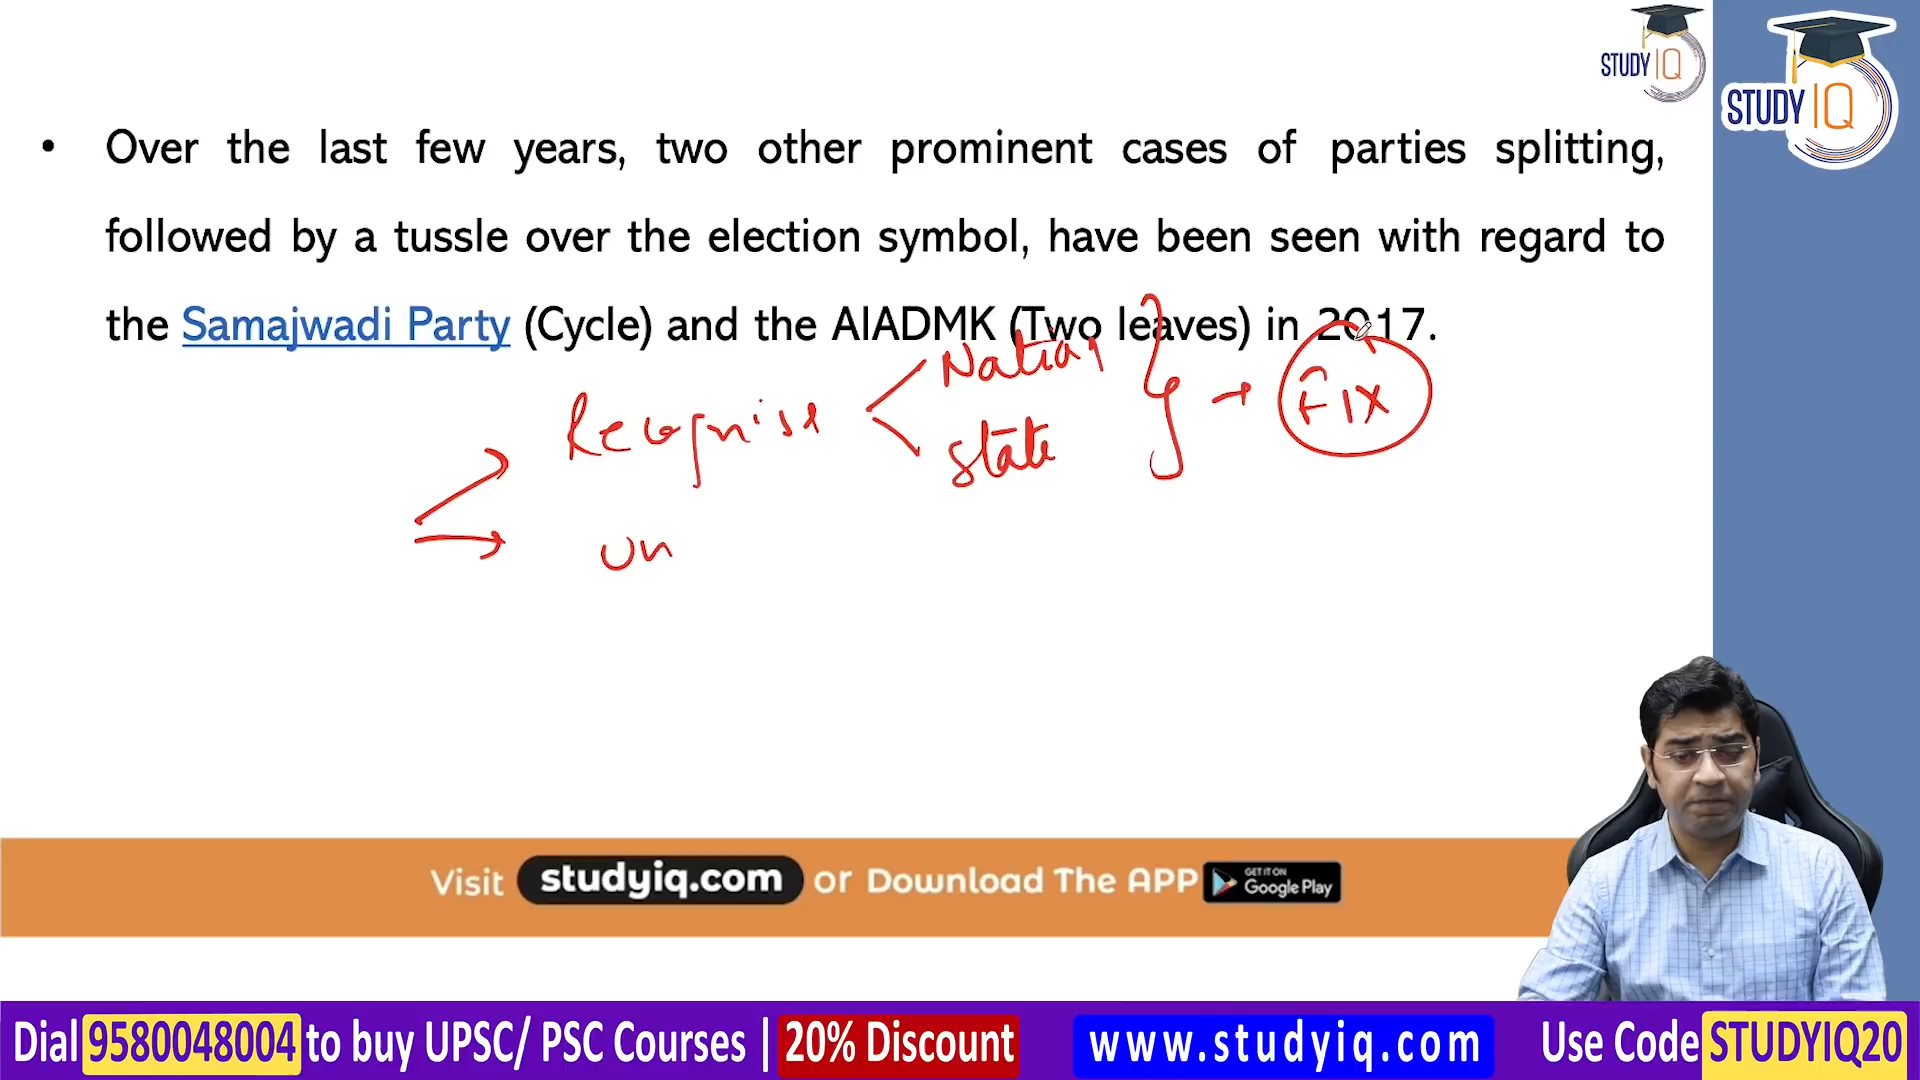 STUDY IQ
STUDY IQ
• Over the last few years, two other prominent cases of parties splitting,
followed by a tussle over the election symbol, have been seen with regard to
the Samajwadi Party (Cycle) and the AIADMK (Two leaves) in 2017.
Nation
Recognise
FIX
State
Un
Visit studyiq.com or Download The APP GET IT ON Google Play
Dial 9580048004 to buy UPSC/ PSC Courses | 20% Discount www.studyiq.com Use Code STUDYIQ20